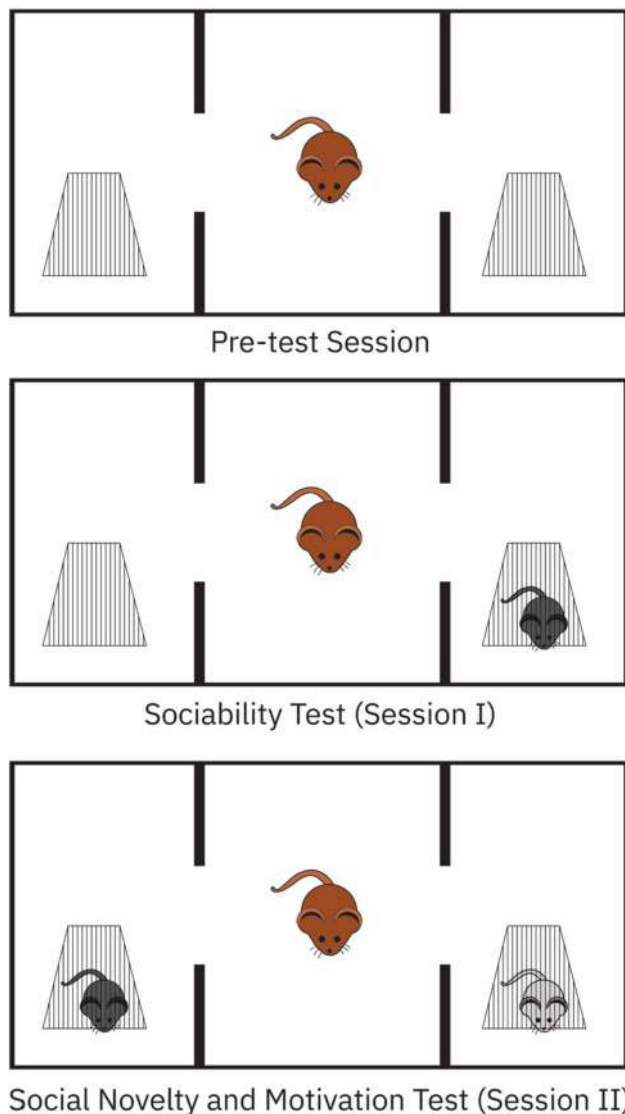 Pre-test Session
Sociability Test (Session I)
Social Novelty and Motivation Test (Session II)